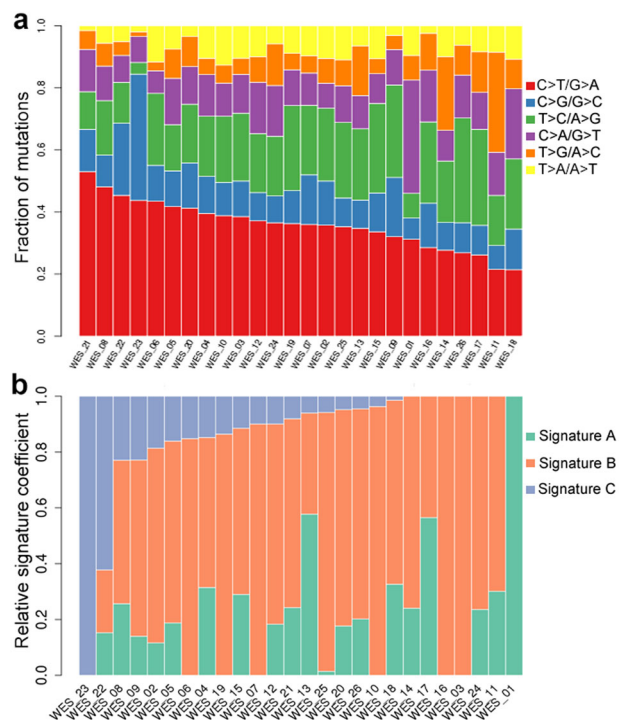 a
Fraction of mutations
1.0
0.8
0.6
0.4
0.2
0.0
C>T/G>A
C>G/G>C
T>C/A>G
C>A/G>T
T>G/A>C
T>A/A>T
WES_21
WES_08
WES_22
WES_23
WES_06
WES_05
WES_20
WES_04
WES_10
WES_03
WES_12
WES_24
WES_19
WES_07
WES_02
WES_25
WES_13
WES_15
WES_09
WES_01
WES_16
WES_14
WES_26
WES_17
WES_11
WES_18
b
Relative signature coefficient
1.0
0.8
0.6
0.4
0.2
0.0
Signature A
Signature B
Signature C
WES_23
WES_22
WES_08
WES_09
WES_02
WES_05
WES_06
WES_04
WES_19
WES_15
WES_07
WES_12
WES_21
WES_13
WES_25
WES_20
WES_26
WES_10
WES_18
WES_14
WES_17
WES_16
WES_03
WES_24
WES_11
WES_01